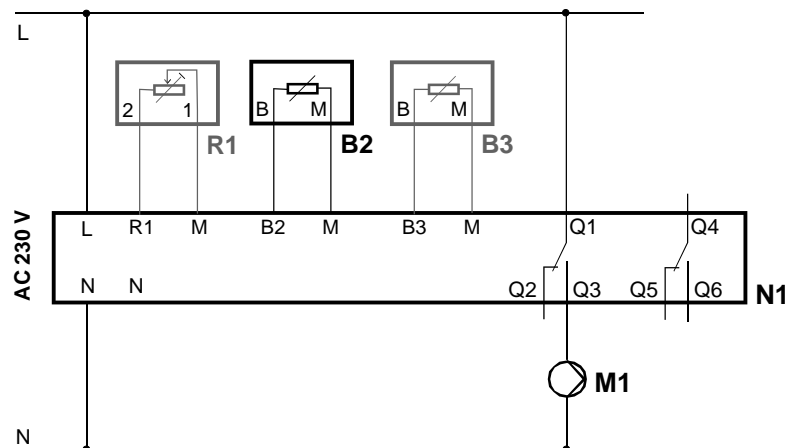 L
2 1
R1
B M
B2
B M
B3
AC 230 V
L R1 M B2 M B3 M Q1 Q4
N N Q2 Q3 Q5 Q6
N1
M1
N